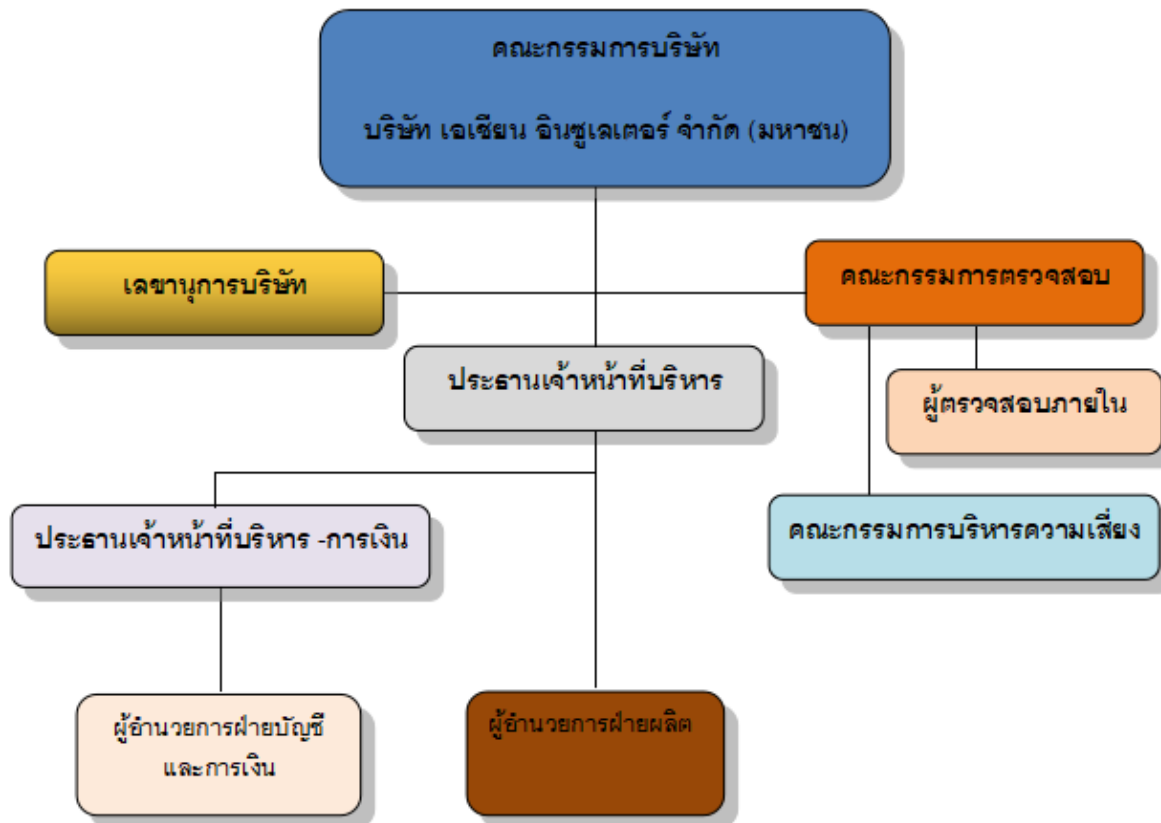 คณะกรรมการบริษัท
บริษัท เอเชียน อินซูเลเตอร์ จำกัด (มหาชน)
เลขานุการบริษัท
คณะกรรมการตรวจสอบ
ประธานเจ้าหน้าที่บริหาร
ผู้ตรวจสอบภายใน
ประธานเจ้าหน้าที่บริหาร -การเงิน
คณะกรรมการบริหารความเสี่ยง
ผู้อำนวยการฝ่ายบัญชี
และการเงิน
ผู้อำนวยการฝ่ายผลิต